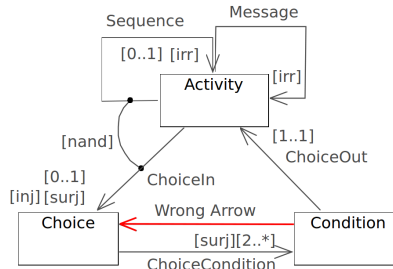 Message
Sequence
[0..1] [irr]
Activity
[irr]
[nand]
[1..1]
ChoiceOut
[0..1]
ChoiceIn
[inj] [surj]
Wrong Arrow
Choice
Condition
[surj][2..*]
ChoiceCondition